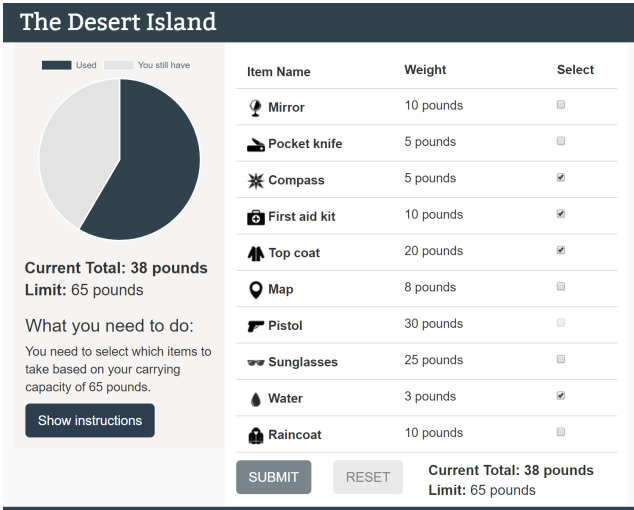 The Desert Island
Used You still have
Current Total: 38 pounds
Limit: 65 pounds
What you need to do:
You need to select which items to
take based on your carrying
capacity of 65 pounds.
Show instructions
Item Name Weight Select
Mirror 10 pounds
Pocket knife 5 pounds
Compass 5 pounds
First aid kit 10 pounds
Top coat 20 pounds
Map 8 pounds
Pistol 30 pounds
Sunglasses 25 pounds
Water 3 pounds
Raincoat 10 pounds
SUBMIT RESET
Current Total: 38 pounds
Limit: 65 pounds